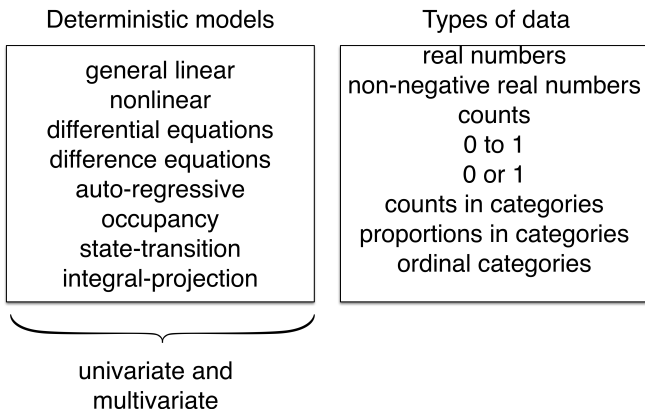 Deterministic models
general linear
nonlinear
differential equations
difference equations
auto-regressive
occupancy
state-transition
integral-projection
univariate and
multivariate
Types of data
real numbers
non-negative real numbers
counts
0 to 1
0 or 1
counts in categories
proportions in categories
ordinal categories